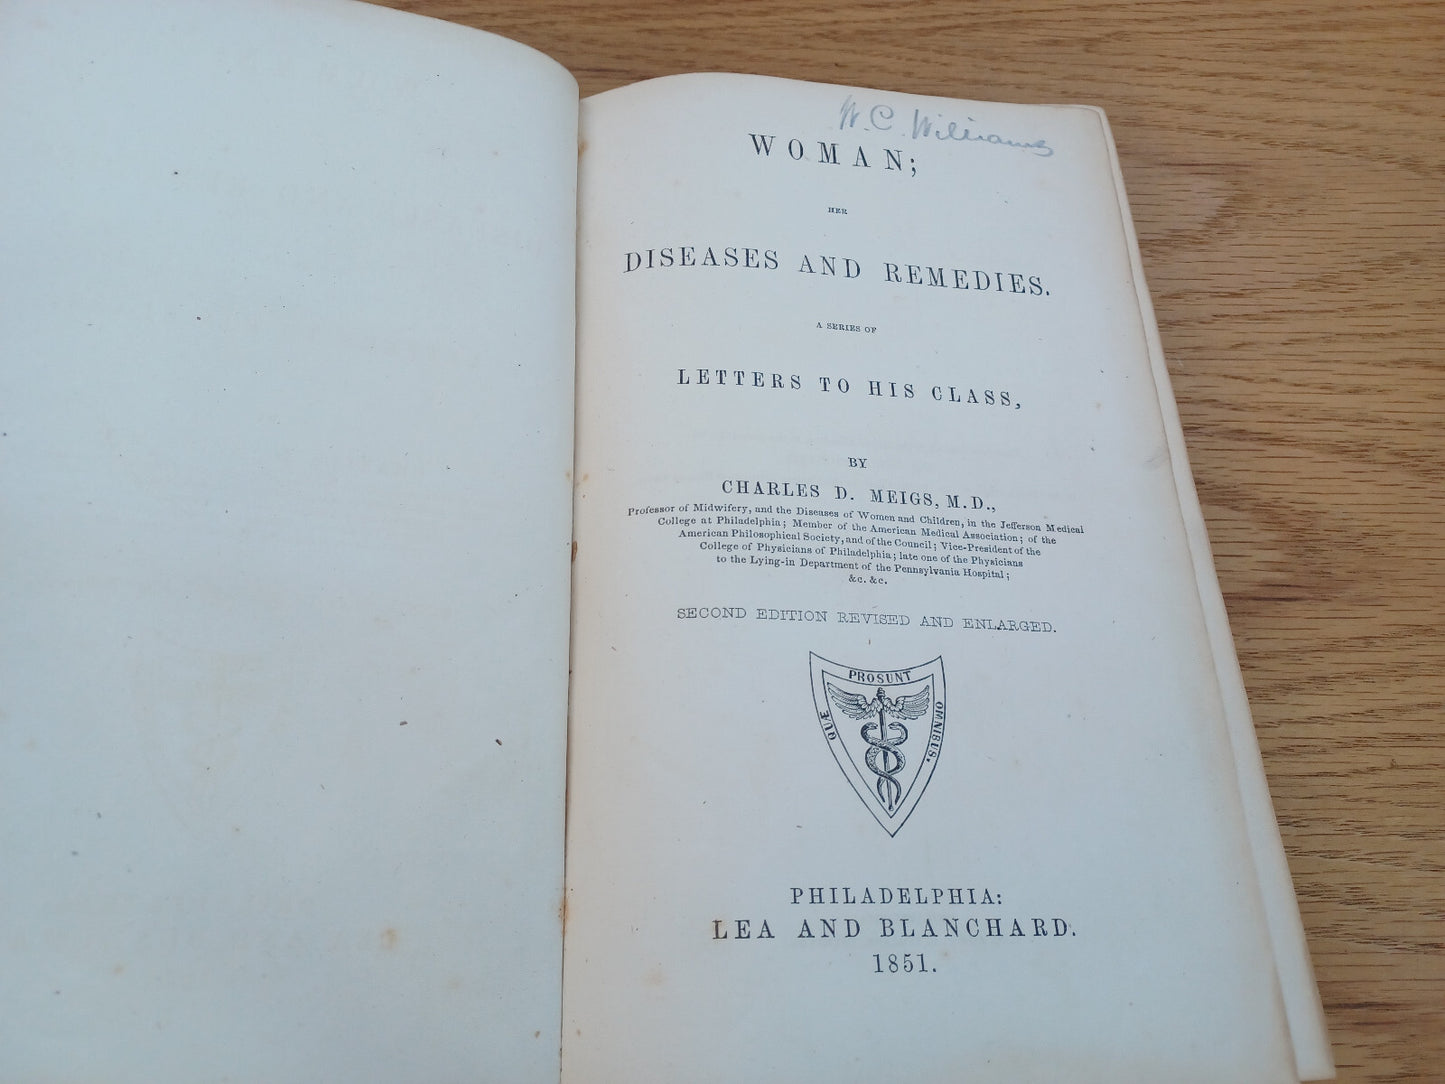 W. C. Williams
WOMAN;
HER
DISEASES AND REMEDIES.
A SERIES OF
LETTERS TO HIS CLASS,
BY
CHARLES D. MEIGS, M.D.,
Professor of Midwifery, and the Diseases of Women and Children, in the Jefferson Medical
College at Philadelphia; Member of the American Medical Association; of the
American Philosophical Society, and of the Council; Vice-President of the
College of Physicians of Philadelphia; late one of the Physicians
to the Lying-in Department of the Pennsylvania Hospital;
&c. &c.
SECOND EDITION REVISED AND ENLARGED.
QUÆ PROSUNT OMNIBUS.
PHILADELPHIA:
LEA AND BLANCHARD.
1851.